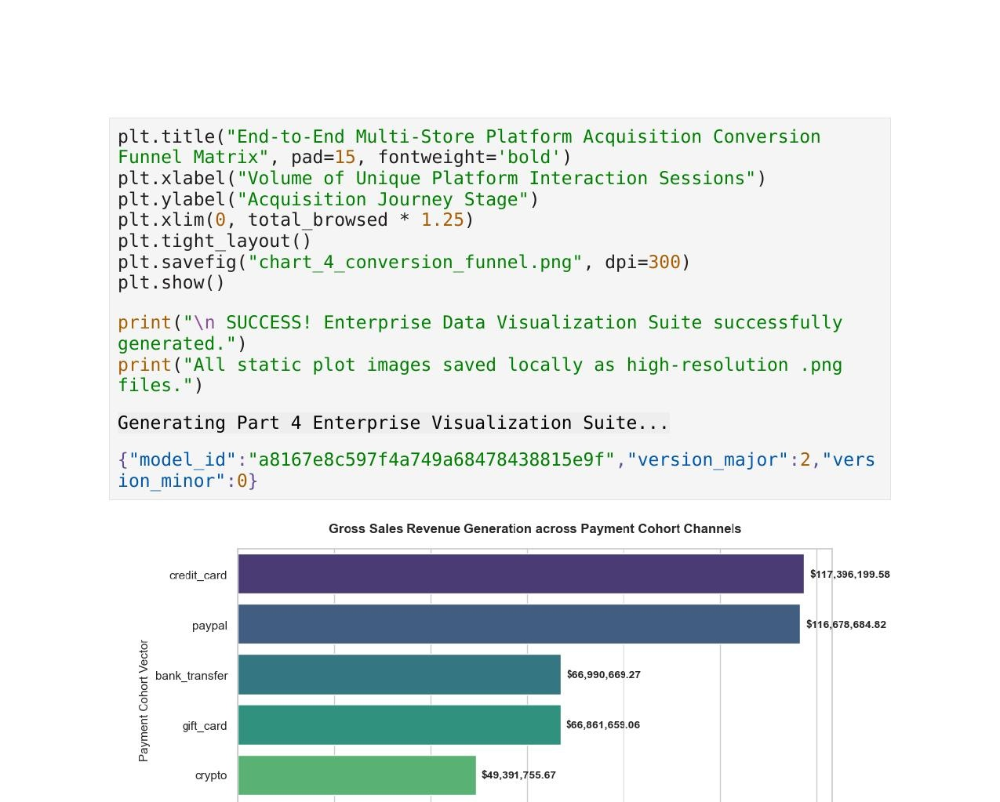 plt.title("End-to-End Multi-Store Platform Acquisition Conversion
Funnel Matrix", pad=15, fontweight='bold')
plt.xlabel("Volume of Unique Platform Interaction Sessions")
plt.ylabel("Acquisition Journey Stage")
plt.xlim(0, total_browsed * 1.25)
plt.tight_layout()
plt.savefig("chart_4_conversion_funnel.png", dpi=300)
plt.show()
print("\n SUCCESS! Enterprise Data Visualization Suite successfully
generated.")
print("All static plot images saved locally as high-resolution .png
files.")
Generating Part 4 Enterprise Visualization Suite...
{"model_id":"a8167e8c597f4a749a68478438815e9f","version_major":2,"vers
ion_minor":0}
Gross Sales Revenue Generation across Payment Cohort Channels
Payment Cohort Vector
credit_card $117,396,199.58
paypal $116,678,684.82
bank_transfer $66,990,669.27
gift_card $66,861,659.06
crypto $49,391,755.67